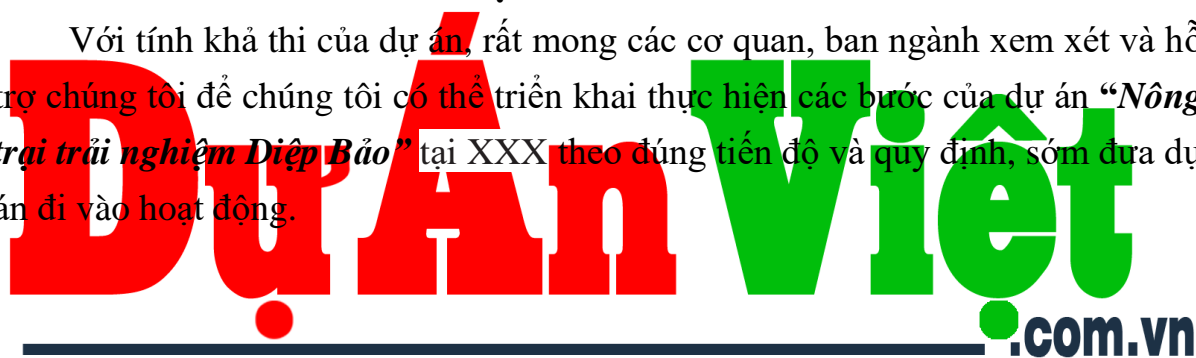 Với tính khả thi của dự án, rất mong các cơ quan, ban ngành xem xét và hỗ
trợ chúng tôi để chúng tôi có thể triển khai thực hiện các bước của dự án “Nông
trại trải nghiệm Diệp Bảo” tại XXX theo đúng tiến độ và quy định, sớm đưa dự
án đi vào hoạt động.
Dự Án Việt
.com.vn